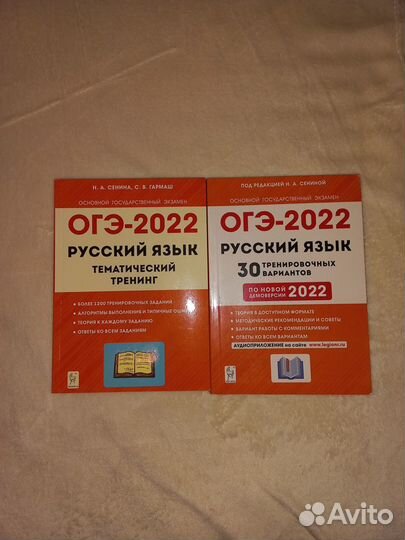 Н. А. СЕНИНА, С. В. ГАРМАШ
ОСНОВНОЙ ГОСУДАРСТВЕННЫЙ ЭКЗАМЕН
ОГЭ-2022
РУССКИЙ ЯЗЫК
ТЕМАТИЧЕСКИЙ
ТРЕНИНГ
• БОЛЕЕ 1200 ТРЕНИРОВОЧНЫХ ЗАДАНИЙ
• АЛГОРИТМЫ ВЫПОЛНЕНИЯ И ТИПИЧНЫЕ ОШИБКИ
• ТЕОРИЯ К КАЖДОМУ ЗАДАНИЮ
• ОТВЕТЫ КО ВСЕМ ЗАДАНИЯМ
ПОД РЕДАКЦИЕЙ Н. А. СЕНИНОЙ
ОСНОВНОЙ ГОСУДАРСТВЕННЫЙ ЭКЗАМЕН
ОГЭ-2022
РУССКИЙ ЯЗЫК
30 ТРЕНИРОВОЧНЫХ
ВАРИАНТОВ
ПО НОВОЙ
ДЕМОВЕРСИИ 2022
• ТЕОРИЯ В ДОСТУПНОМ ФОРМАТЕ
• МЕТОДИЧЕСКИЕ РЕКОМЕНДАЦИИ И СОВЕТЫ
• ВАРИАНТ РАБОТЫ С КОММЕНТАРИЯМИ
• ОТВЕТЫ КО ВСЕМ ВАРИАНТАМ
АУДИОПРИЛОЖЕНИЕ на сайте www.legionr.ru
Avito